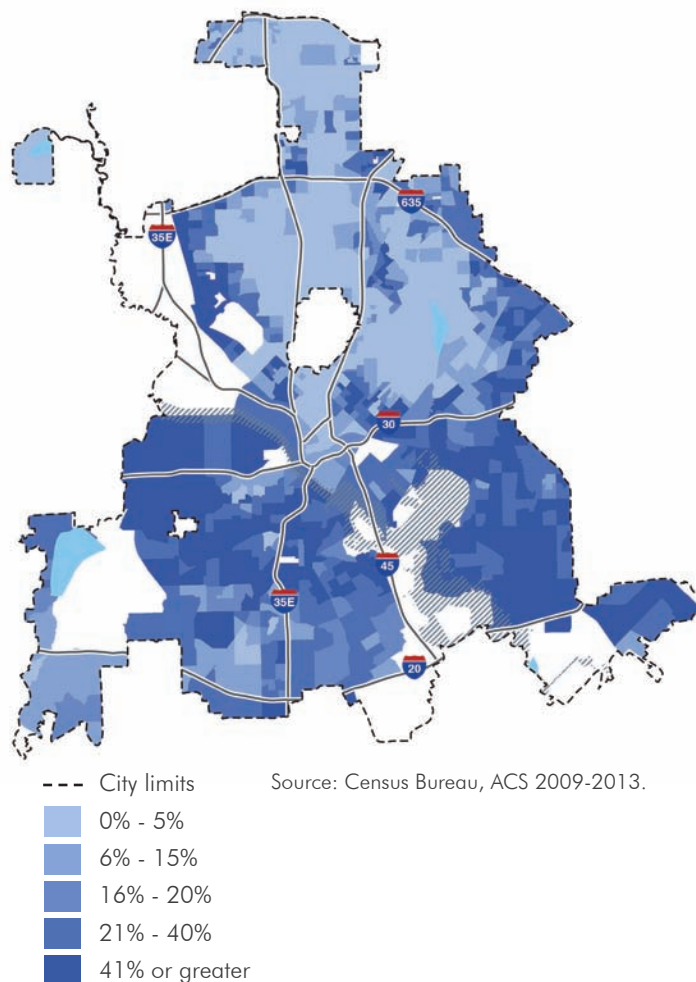 635
35E
30
45
35E
20
City limits
Source: Census Bureau, ACS 2009-2013.
0% - 5%
6% - 15%
16% - 20%
21% - 40%
41% or greater